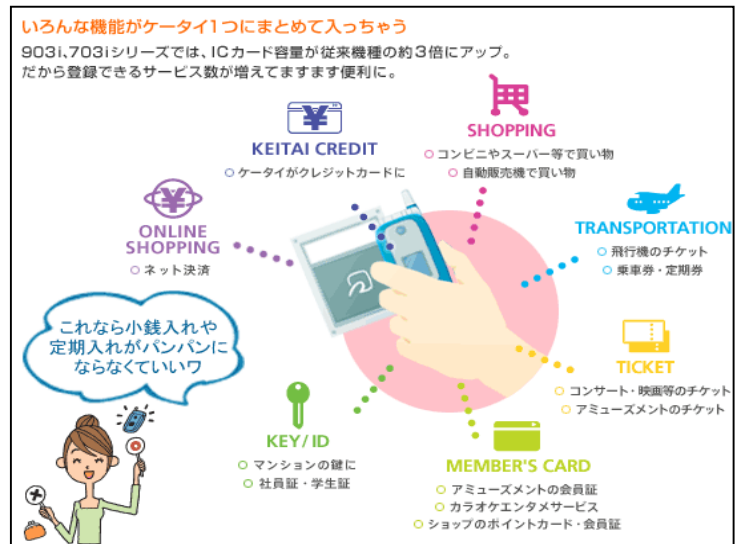 いろんな機能がケータイ1つにまとめて入っちゃう
903i、703iシリーズでは、ICカード容量が従来機種の約3倍にアップ。
だから登録できるサービス数が増えてますます便利に。
KEITAI CREDIT
ケータイがクレジットカードに
SHOPPING
コンビニやスーパー等で買い物
自動販売機で買い物
ONLINE
SHOPPING
ネット決済
TRANSPORTATION
飛行機のチケット
乗車券・定期券
これなら小銭入れや
定期入れがパンパンに
ならなくていいワ
TICKET
コンサート・映画等のチケット
アミューズメントのチケット
KEY/ID
マンションの鍵に
社員証・学生証
MEMBER'S CARD
アミューズメントの会員証
カラオケエンタメサービス
ショップのポイントカード・会員証